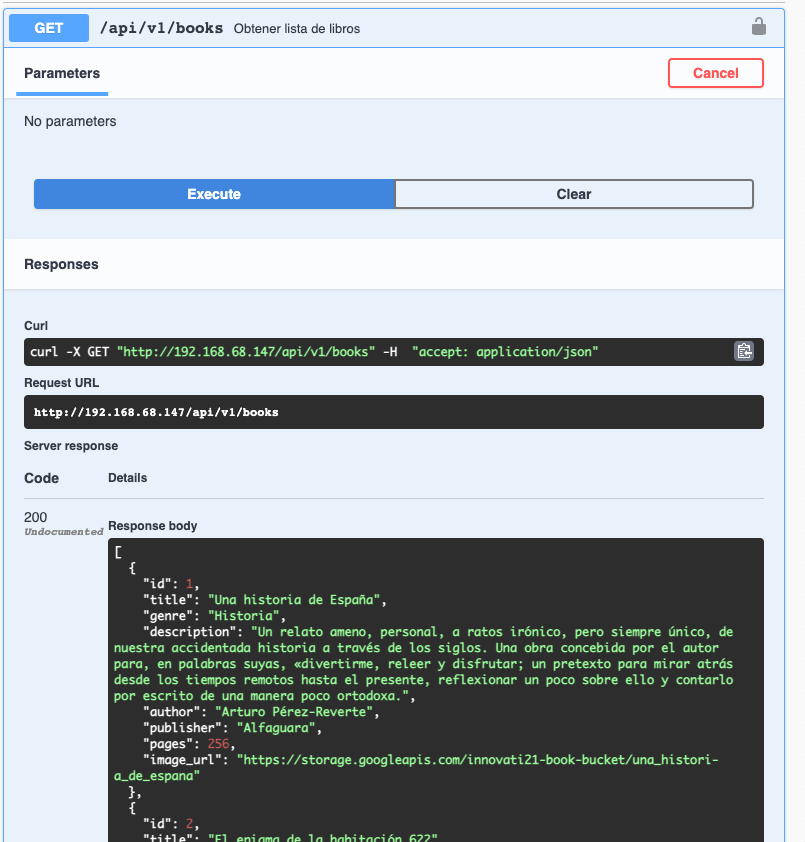 GET /api/v1/books Obtener lista de libros
Parameters
Cancel
No parameters
Execute
Clear
Responses
Curl
curl -X GET "http://192.168.68.147/api/v1/books" -H  "accept: application/json"
Request URL
http://192.168.68.147/api/v1/books
Server response
Code Details
200
Undocumented
Response body
[
  {
    "id": 1,
    "title": "Una historia de España",
    "genre": "Historia",
    "description": "Un relato ameno, personal, a ratos irónico, pero siempre único, de
nuestra accidentada historia a través de los siglos. Una obra concebida por el autor
para, en palabras suyas, «divertirme, releer y disfrutar; un pretexto para mirar atrás
desde los tiempos remotos hasta el presente, reflexionar un poco sobre ello y contarlo
por escrito de una manera poco ortodoxa.",
    "author": "Arturo Pérez-Reverte",
    "publisher": "Alfaguara",
    "pages": 256,
    "image_url": "https://storage.googleapis.com/innovati21-book-bucket/una_histori-
a_de_espana"
  },
  {
    "id": 2,
    "title": "El enigma de la habitación 622"